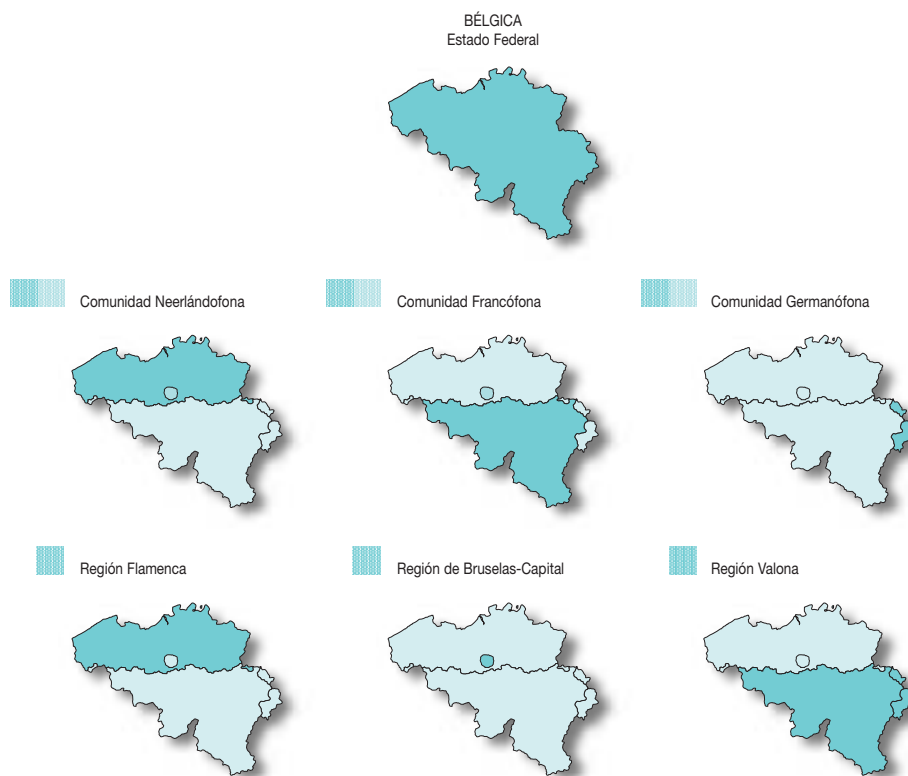 BÉLGICA
Estado Federal
Comunidad Neerlándofona
Comunidad Francófona
Comunidad Germanófona
Región Flamenca
Región de Bruselas-Capital
Región Valona